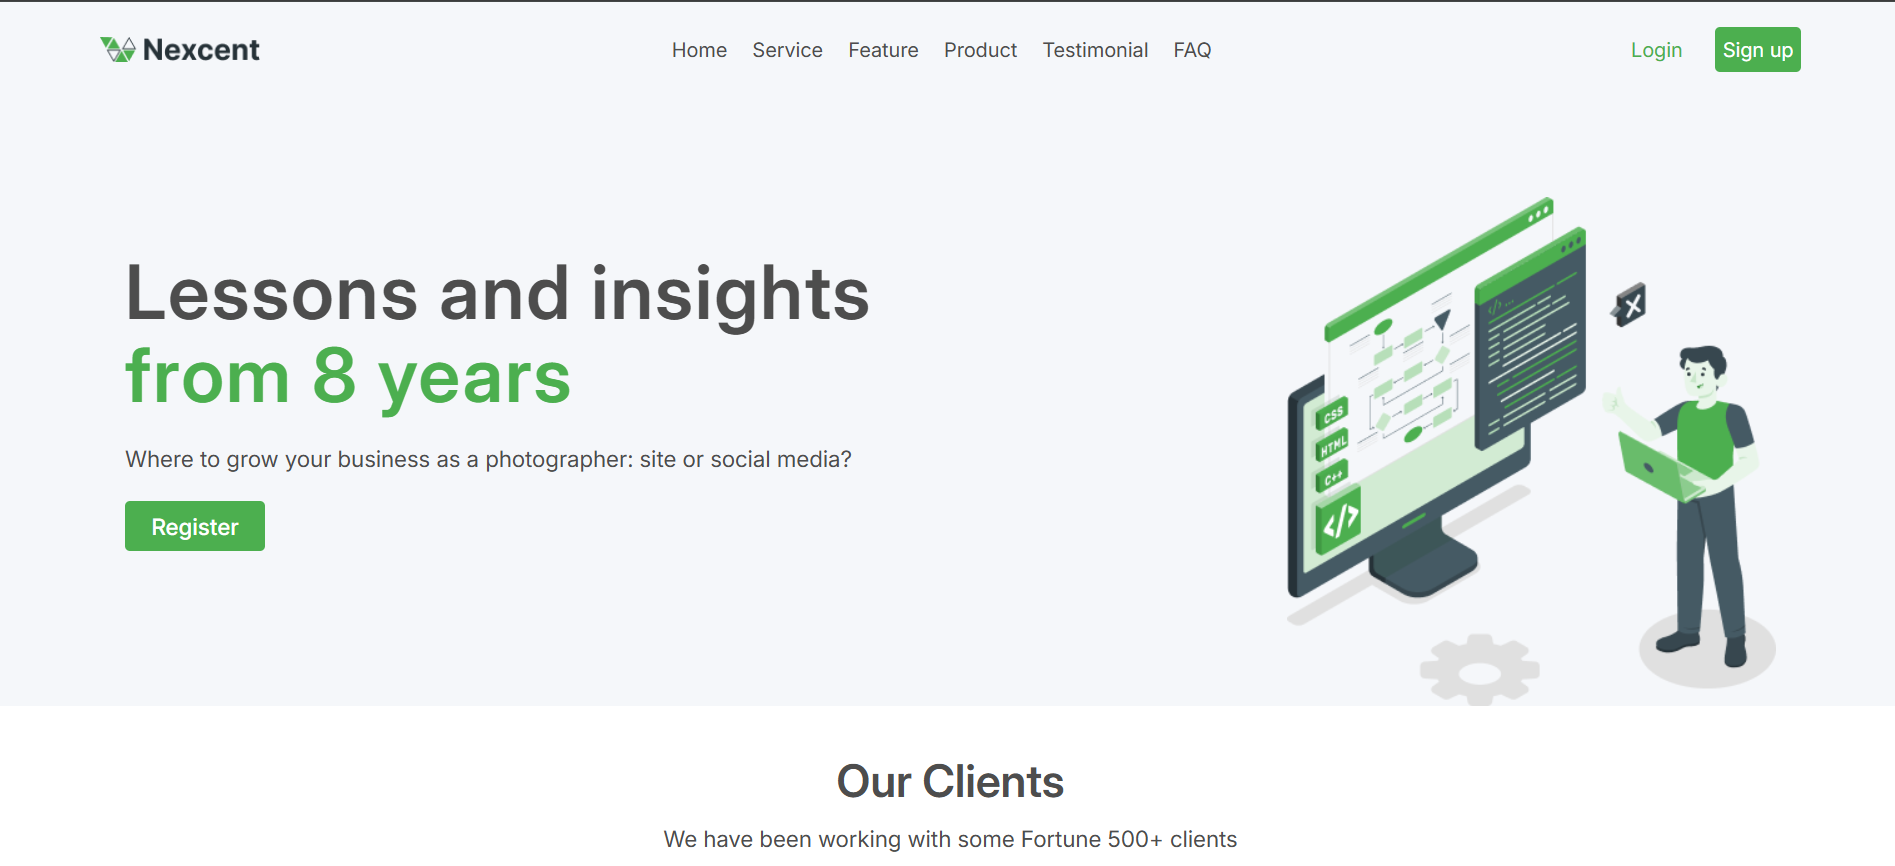 Nexcent
Home Service Feature Product Testimonial FAQ
Login Sign up
Lessons and insights
from 8 years
Where to grow your business as a photographer: site or social media?
Register
CSS
HTML
C++
</>
</>...
Our Clients
We have been working with some Fortune 500+ clients